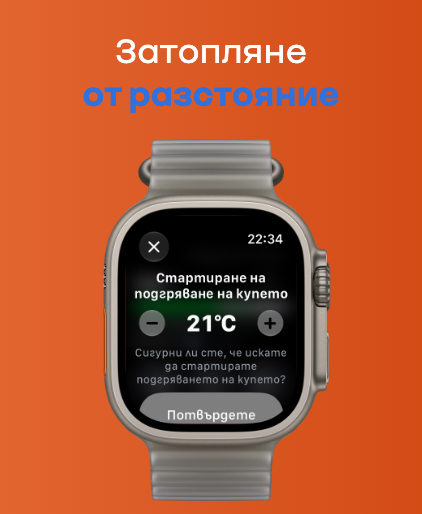 Затопляне
от разстояние
22:34
Стартиране на
подгряване на купето
21°C
Сигурни ли сте, че искате
да стартирате
подгряването на купето?
Потвърдете